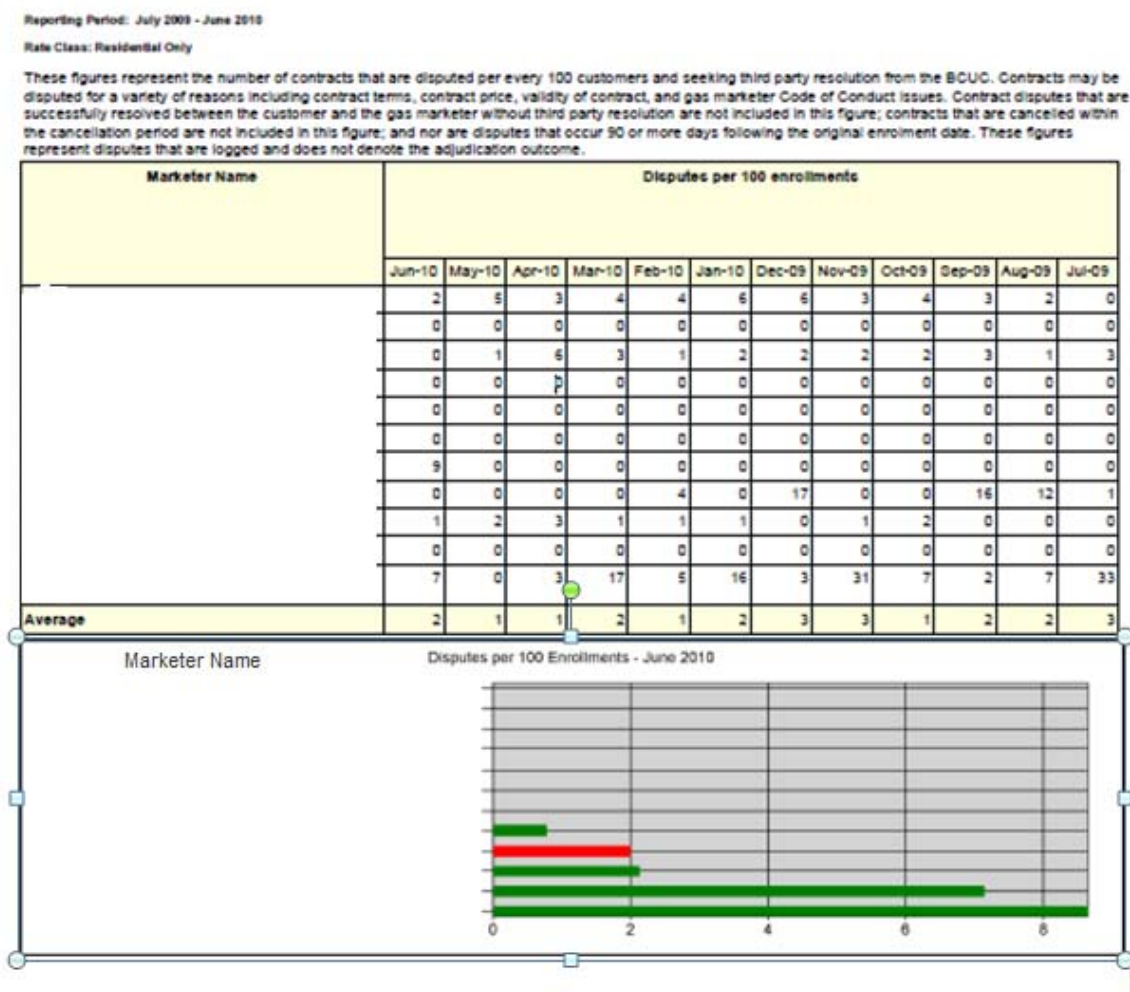 Reporting Period: July 2009 - June 2010
Rate Class: Residential Only
These figures represent the number of contracts that are disputed per every 100 customers and seeking third party resolution from the BCUC. Contracts may be
disputed for a variety of reasons including contract terms, contract price, validity of contract, and gas marketer Code of Conduct issues. Contract disputes that are
successfully resolved between the customer and the gas marketer without third party resolution are not included in this figure; contracts that are cancelled within
the cancellation period are not included in this figure; and nor are disputes that occur 90 or more days following the original enrolment date. These figures
represent disputes that are logged and does not denote the adjudication outcome.
Marketer Name Disputes per 100 enrollments
Jun-10 May-10 Apr-10 Mar-10 Feb-10 Jan-10 Dec-09 Nov-09 Oct-09 Sep-09 Aug-09 Jul-09
2 5 3 4 4 6 6 3 4 3 2 0
0 0 0 0 0 0 0 0 0 0 0 0
0 1 6 3 1 2 2 2 2 3 1 3
0 0 0 0 0 0 0 0 0 0 0
0 0 0 0 0 0 0 0 0 0 0 0
0 0 0 0 0 0 0 0 0 0 0 0
9 0 0 0 0 0 0 0 0 0 0 0
0 0 0 0 4 0 17 0 0 16 12 1
1 2 3 1 1 1 0 1 2 0 0 0
0 0 0 0 0 0 0 0 0 0 0 0
7 0 3 17 5 16 3 31 7 2 7 33
Average 2 1 1 2 1 2 3 3 1 2 2 3
Marketer Name Disputes per 100 Enrollments - June 2010
0 2 4 6 8